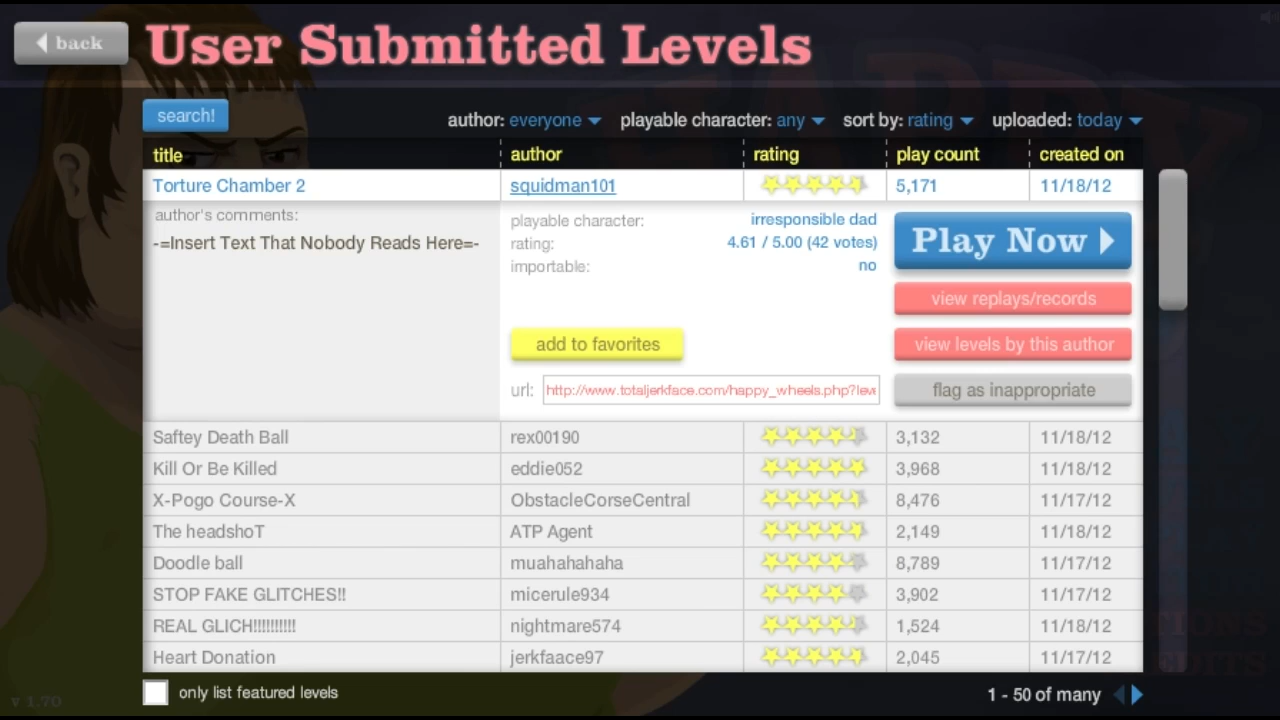 back
User Submitted Levels
search!
author: everyone playable character: any sort by: rating uploaded: today
title author rating play count created on
Torture Chamber 2 squidman101 5,171 11/18/12
author's comments:
-=Insert Text That Nobody Reads Here=-
playable character: irresponsible dad
rating: 4.61 / 5.00 (42 votes)
importable: no
Play Now
view replays/records
add to favorites
view levels by this author
url: http://www.totaljerkface.com/happy_wheels.php?leve
flag as inappropriate
Saftey Death Ball rex00190 3,132 11/18/12
Kill Or Be Killed eddie052 3,968 11/18/12
X-Pogo Course-X ObstacleCorseCentral 8,476 11/17/12
The headshoT ATP Agent 2,149 11/18/12
Doodle ball muahahahaha 8,789 11/17/12
STOP FAKE GLITCHES!! micerule934 3,902 11/17/12
REAL GLICH!!!!!!!!!! nightmare574 1,524 11/18/12
Heart Donation jerkfaace97 2,045 11/17/12
only list featured levels
1 - 50 of many
v 1.70